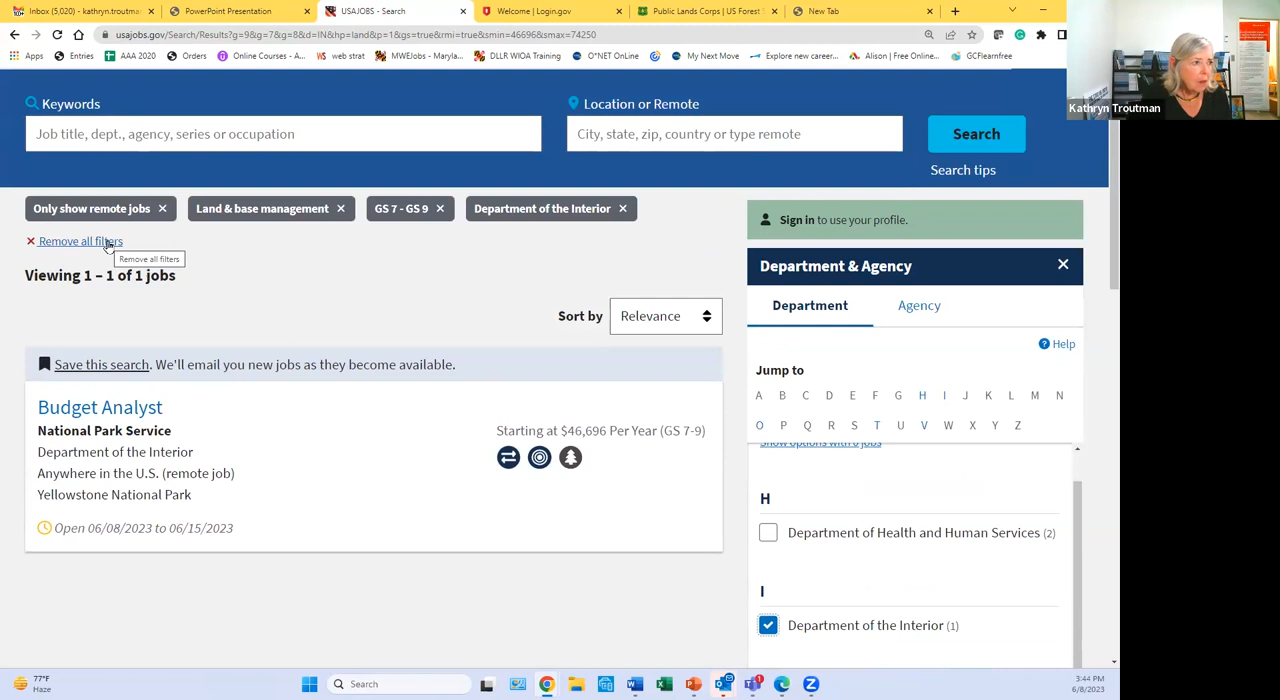 Inbox (5,020) - kathryn.troutma
PowerPoint Presentation
USAJOBS - Search
Welcome | Login.gov
Public Lands Corps | US Forest
New Tab
usajobs.gov/Search/Results?g=9&g=7&g=8&d=IN&hp=land&p=1&gs=true&rmi=true&smin=46696&smax=74250
Apps
Entries
AAA 2020
Orders
Online Courses - A...
web strat
MWEJobs - Maryla...
DLLR WIOA Training
O*NET OnLine
My Next Move
Explore new career...
Alison | Free Online...
GCFlearnfree
Kathryn Troutman
Keywords
Location or Remote
Job title, dept., agency, series or occupation
City, state, zip, country or type remote
Search
Search tips
Only show remote jobs
Land & base management
GS 7 - GS 9
Department of the Interior
Remove all filters
Remove all filters
Viewing 1 – 1 of 1 jobs
Sort by
Relevance
Save this search. We'll email you new jobs as they become available.
Budget Analyst
National Park Service
Department of the Interior
Anywhere in the U.S. (remote job)
Yellowstone National Park
Starting at $46,696 Per Year (GS 7-9)
Open 06/08/2023 to 06/15/2023
Sign in to use your profile.
Department & Agency
Department
Agency
Help
Jump to
A B C D E F G H I J K L M N
O P Q R S T U V W X Y Z
Show options with 0 jobs
H
Department of Health and Human Services (2)
I
Department of the Interior (1)
77°F
Haze
Search
3:44 PM
6/8/2023